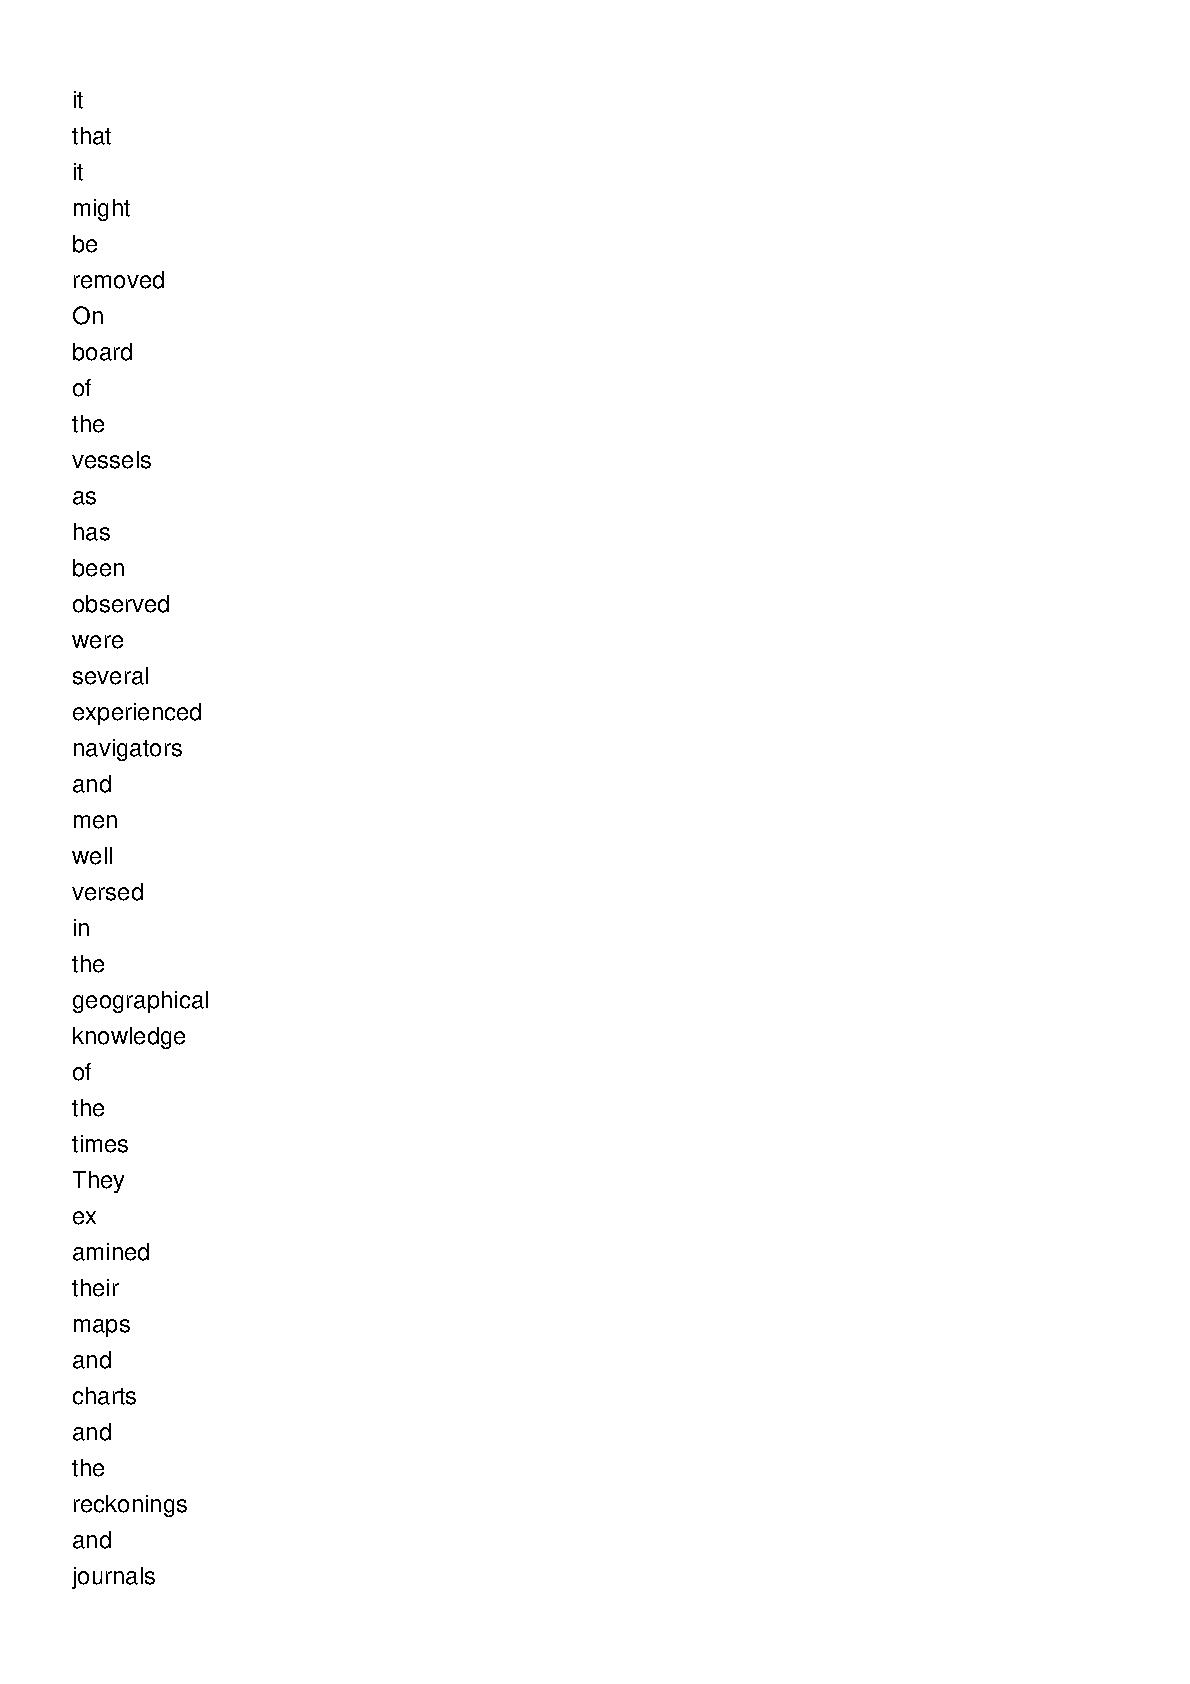 it
that
it
might
be
removed
On
board
of
the
vessels
as
has
been
observed
were
several
experienced
navigators
and
men
well
versed
in
the
geographical
knowledge
of
the
times
They
ex
amined
their
maps
and
charts
and
the
reckonings
and
journals